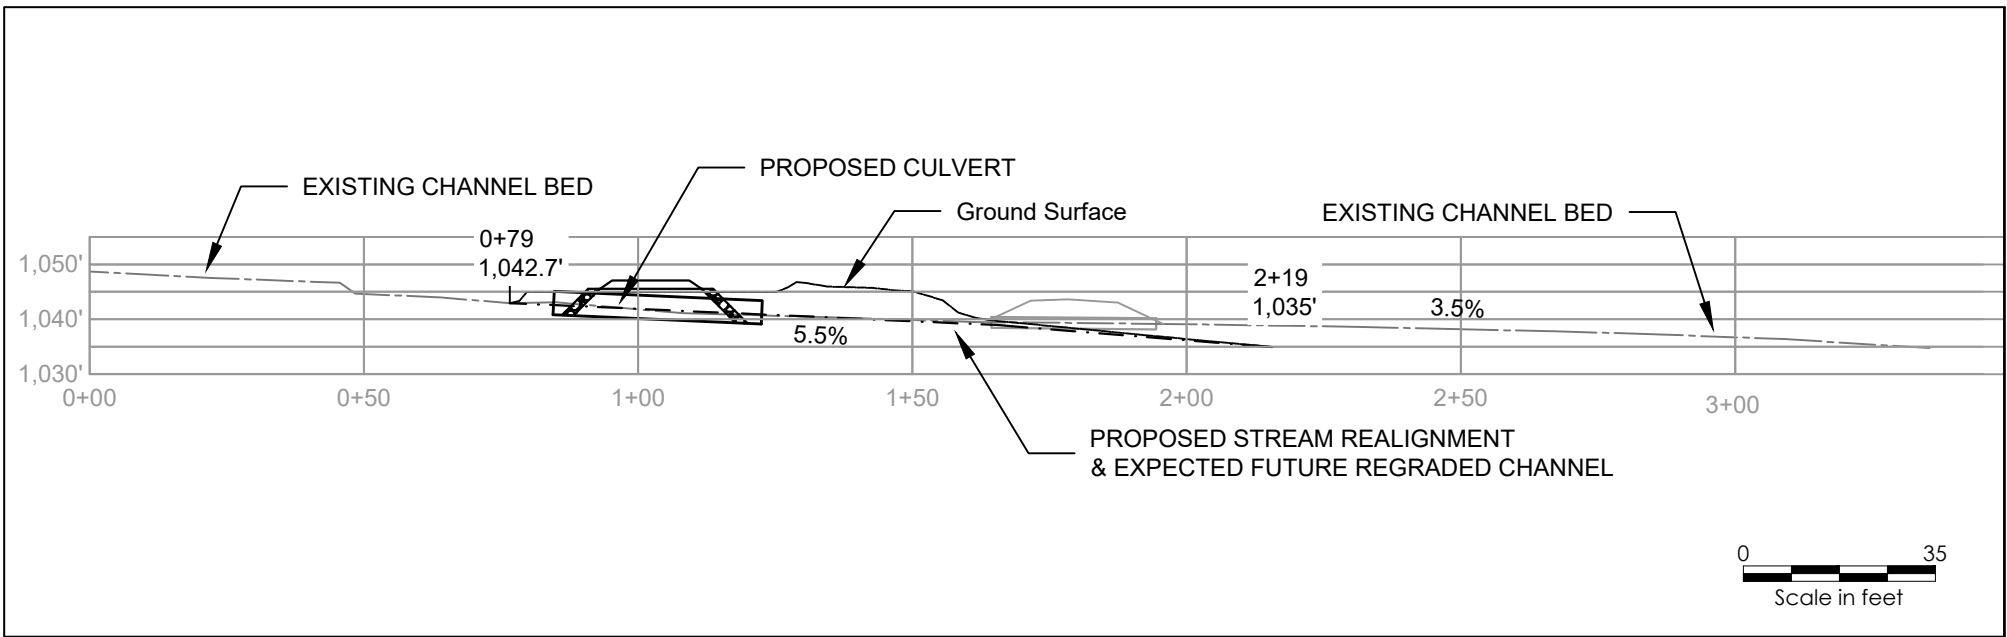 PROPOSED CULVERT
EXISTING CHANNEL BED
Ground Surface
EXISTING CHANNEL BED
0+79
1,042.7'
2+19
1,035'
3.5%
5.5%
1,050'
1,040'
1,030'
0+00
0+50
1+00
1+50
2+00
2+50
3+00
PROPOSED STREAM REALIGNMENT
& EXPECTED FUTURE REGRADED CHANNEL
0
35
Scale in feet